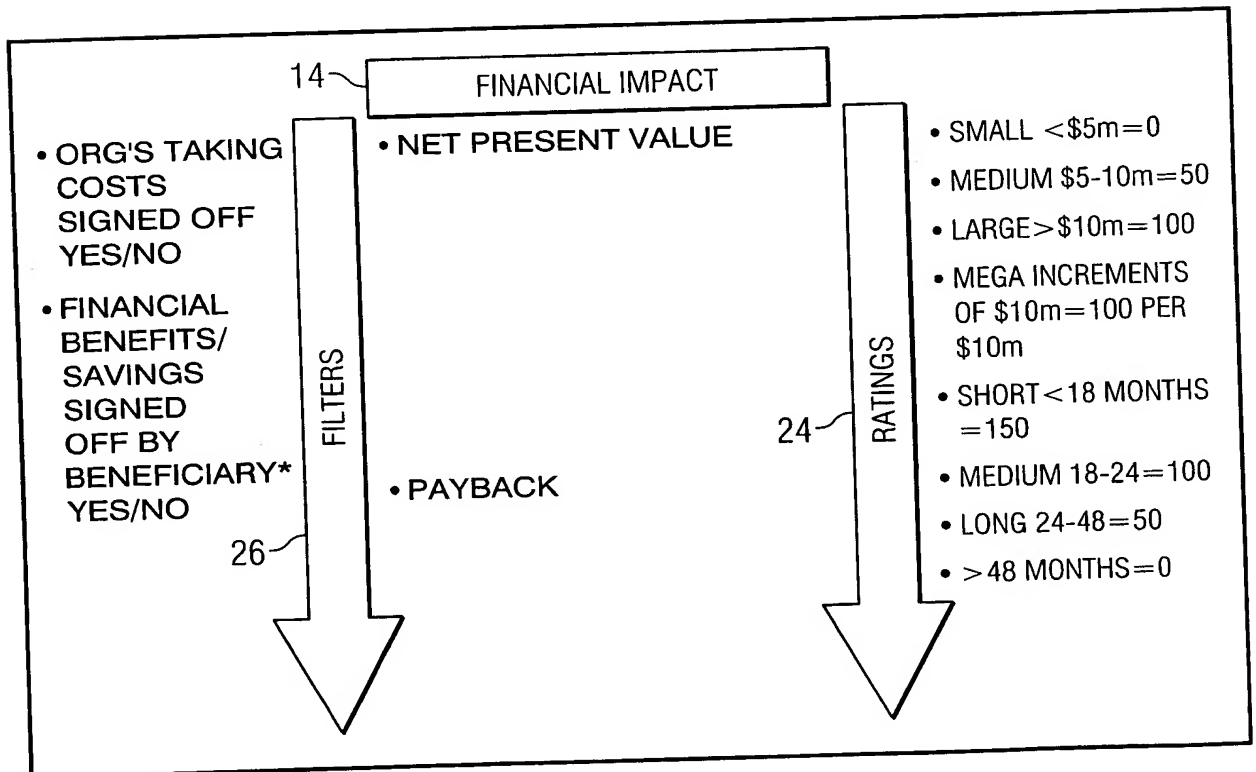 14
FINANCIAL IMPACT
• ORG'S TAKING
COSTS
SIGNED OFF
YES/NO
• FINANCIAL
BENEFITS/
SAVINGS
SIGNED
OFF BY
BENEFICIARY*
YES/NO
26
FILTERS
• NET PRESENT VALUE
• PAYBACK
24
RATINGS
• SMALL <$5m=0
• MEDIUM $5-10m=50
• LARGE>$10m=100
• MEGA INCREMENTS
OF $10m=100 PER
$10m
• SHORT<18 MONTHS
=150
• MEDIUM 18-24=100
• LONG 24-48=50
• >48 MONTHS=0